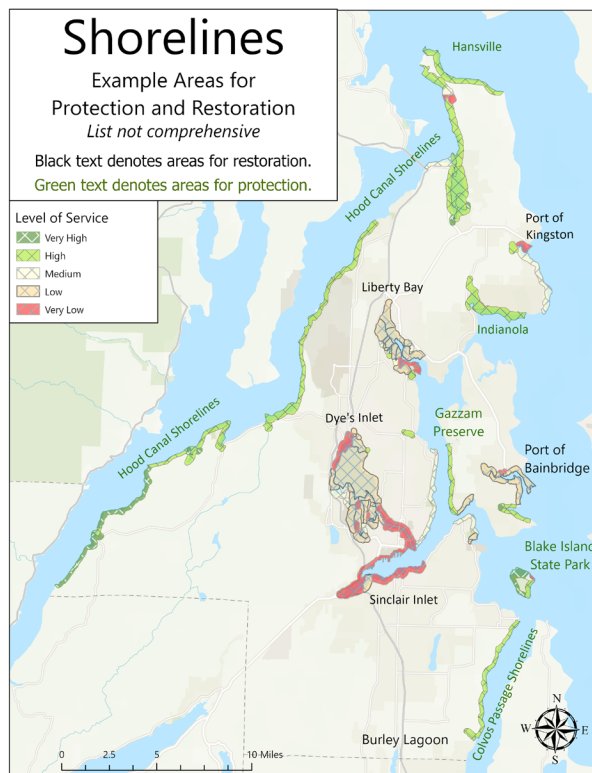 Shorelines
Example Areas for
Protection and Restoration
List not comprehensive
Black text denotes areas for restoration.
Green text denotes areas for protection.
Level of Service
Very High
High
Medium
Low
Very Low
Hansville
Hood Canal Shorelines
Port of
Kingston
Liberty Bay
Indianola
Hood Canal Shorelines
Dye's Inlet
Gazzam
Preserve
Port of
Bainbridge
Blake Island
State Park
Sinclair Inlet
Colvos Passage Shorelines
Burley Lagoon
N
W E
S
0 2.5 5 10 Miles